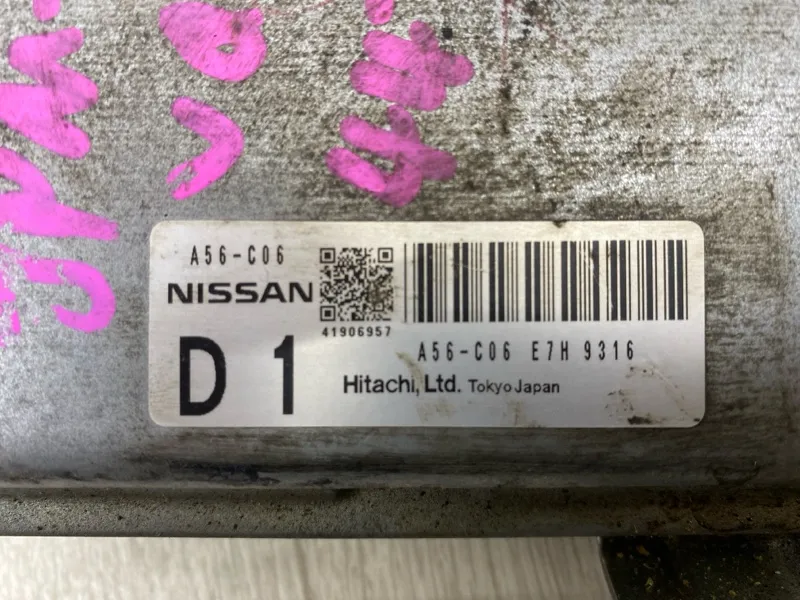 A56-C06
NISSAN
41906957
A56-C06 E7H 9316
D 1
Hitachi, Ltd. Tokyo Japan